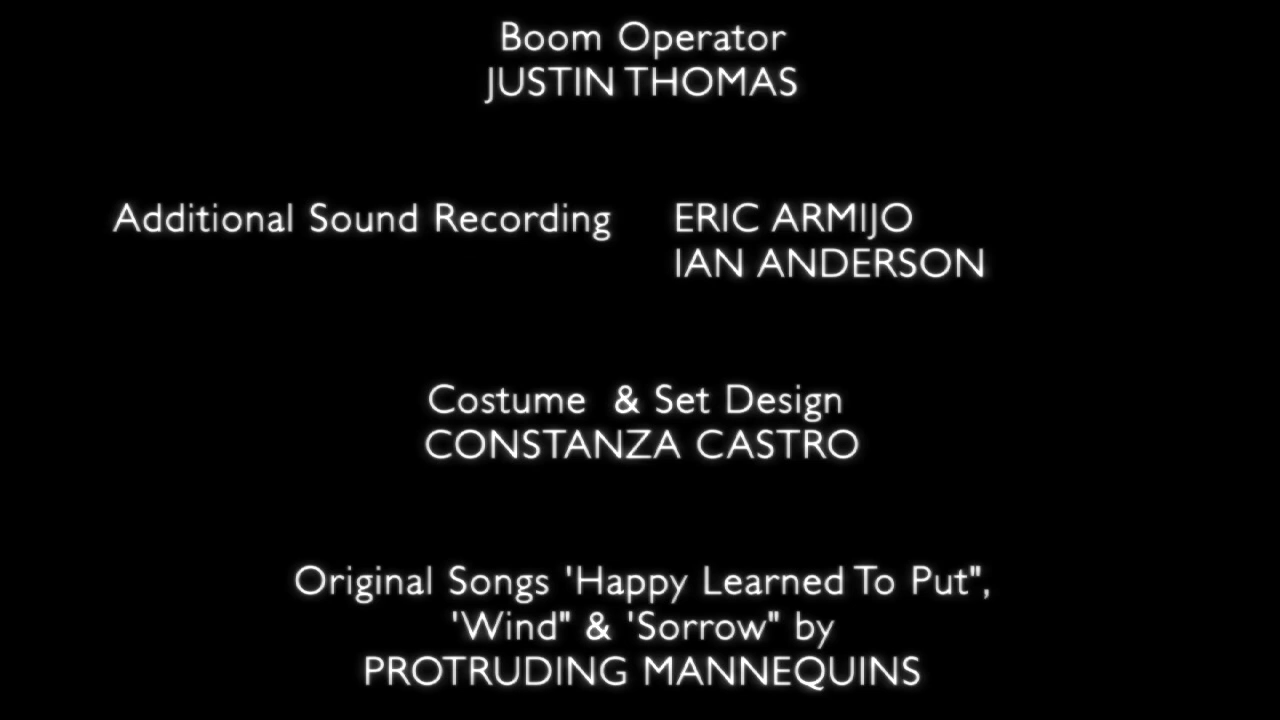 Boom Operator
JUSTIN THOMAS
Additional Sound Recording ERIC ARMIJO
IAN ANDERSON
Costume & Set Design
CONSTANZA CASTRO
Original Songs 'Happy Learned To Put",
'Wind" & 'Sorrow" by
PROTRUDING MANNEQUINS